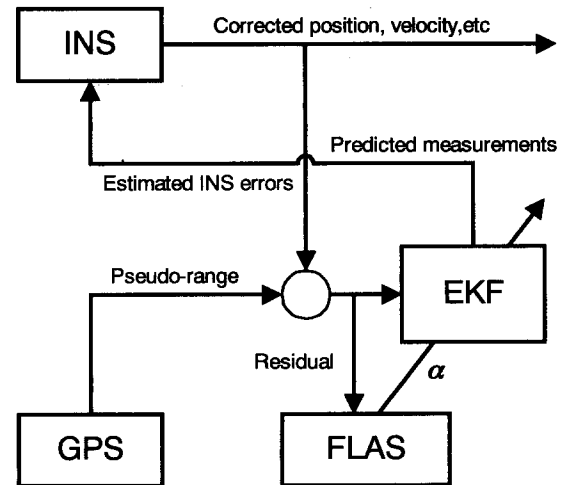 Corrected position, velocity,etc
INS
Predicted measurements
Estimated INS errors
Pseudo-range
EKF
Residual
α
GPS
FLAS